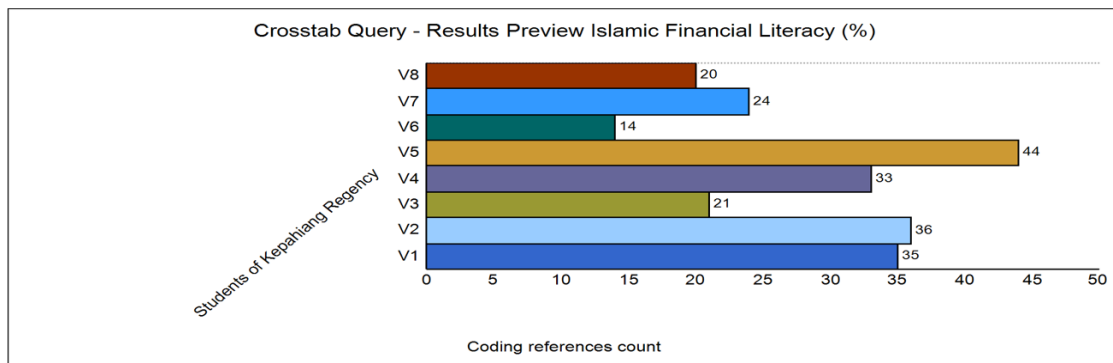 Crosstab Query - Results Preview Islamic Financial Literacy (%)
V8
20
V7
24
V6
14
V5
44
V4
33
V3
21
V2
36
V1
35
Students of Kepahiang Regency
0 5 10 15 20 25 30 35 40 45 50
Coding references count